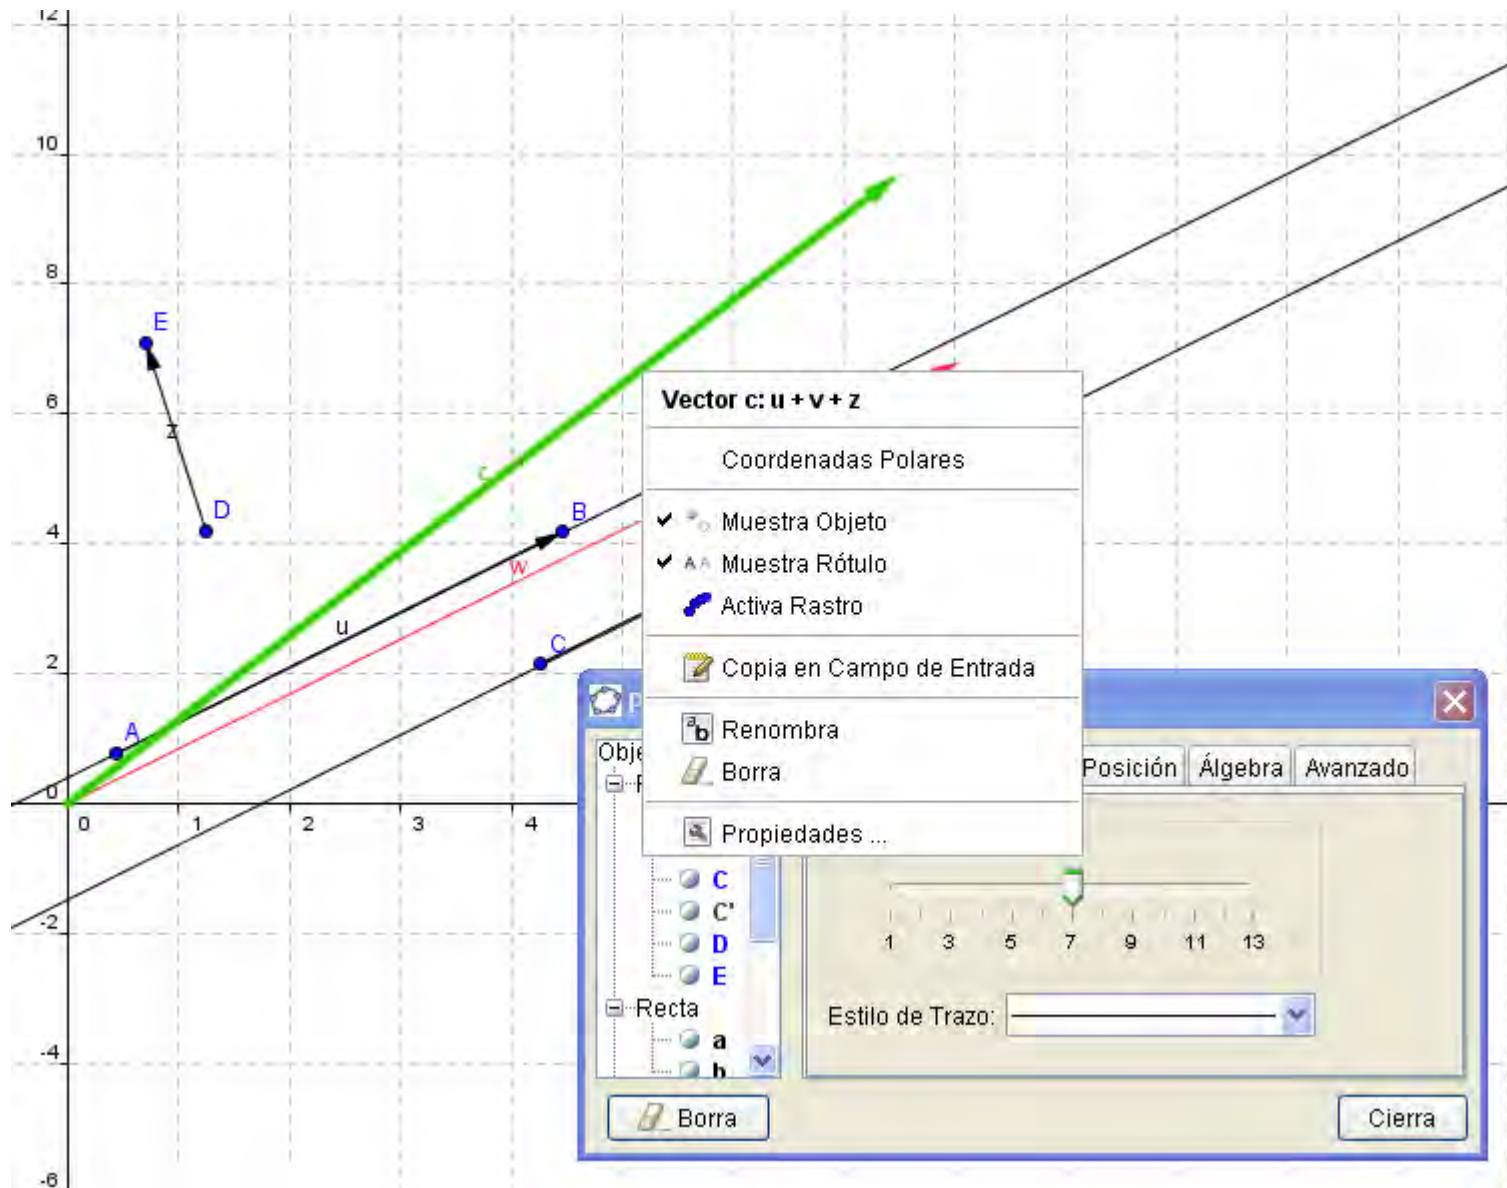 12
10
8
E
6
Vector c: u + v + z
z
Coordenadas Polares
c
D
B
Muestra Objeto
4
w
Muestra Rótulo
Activa Rastro
u
C
2
Copia en Campo de Entrada
A
Renombra
Obje
Borra
Posición Álgebra Avanzado
0
0 1 2 3 4
Propiedades ...
C
C'
-2
D
1 3 5 7 9 11 13
E
Recta
Estilo de Trazo:
a
-4
b
Borra
Cierra
-6